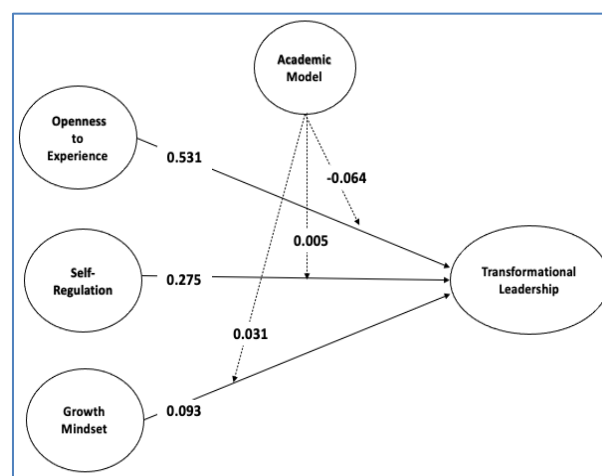 Academic
Model
Openness
to
Experience
0.531
-0.064
0.005
Self-
Regulation
0.275
Transformational
Leadership
0.031
Growth
Mindset
0.093